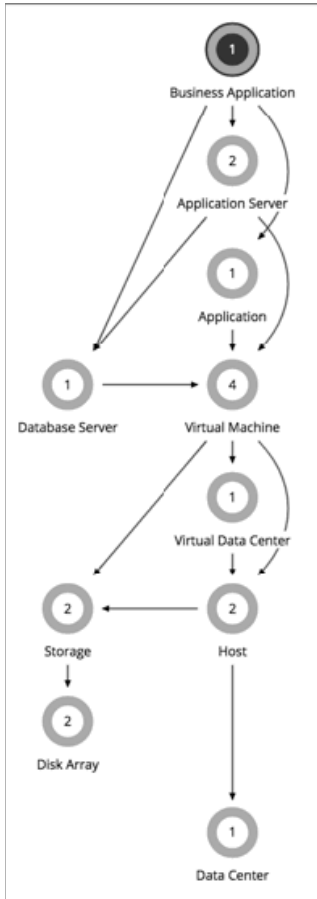 1
Business Application
2
Application Server
1
Application
1
Database Server
4
Virtual Machine
1
Virtual Data Center
2
Storage
2
Host
2
Disk Array
1
Data Center